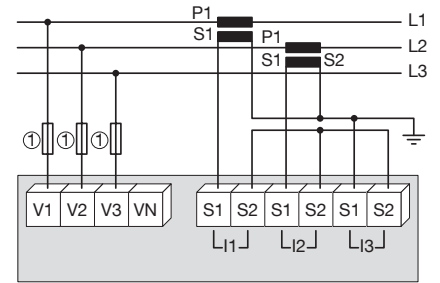 P1 L1
S1 P1 L2
S1 S2
L3
① ① ①
V1 V2 V3 VN S1 S2 S1 S2 S1 S2
I1 I2 I3